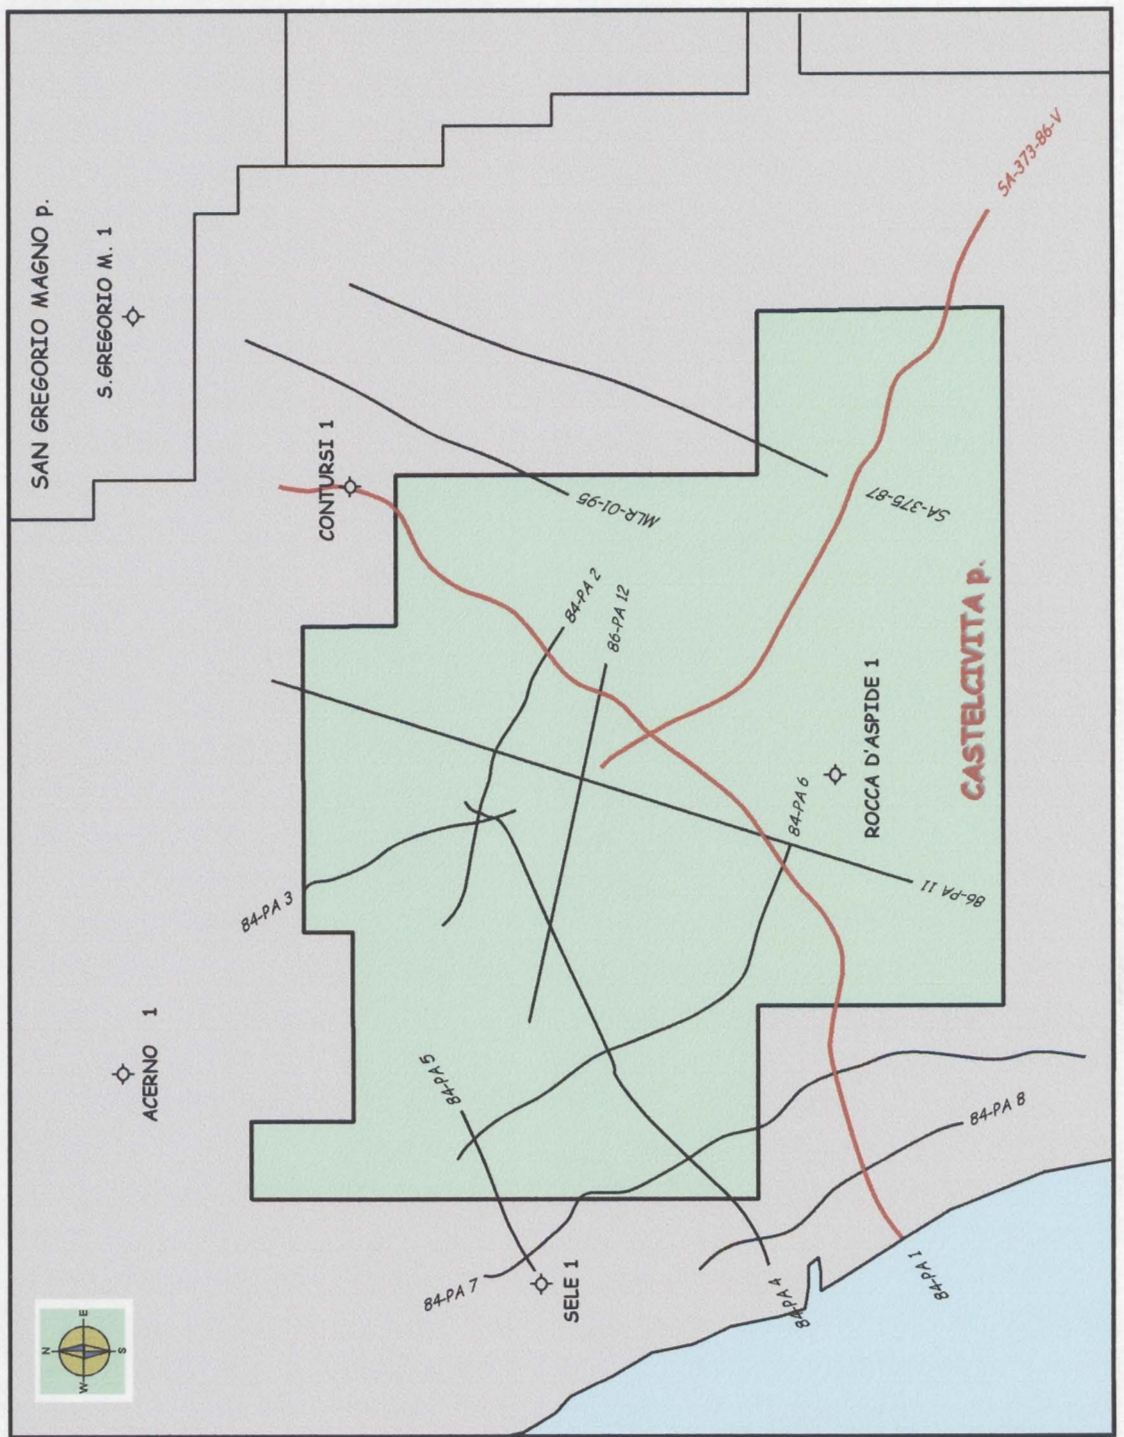 SAN GREGORIO MAGNO p.
S.GREGORIO M. 1
CONTURSI 1
ACERNO 1
SELE 1
ROCCA D'ASPIDE 1
CASTELCIVITA p.
SA-373-86-V
SA-375-87
MLR-01-95
84-PA 2
86-PA 12
84-PA 3
84-PA 6
86-PA 11
84-PA 5
84-PA 7
84-PA 4
84-PA 8
84-PA 1
N
E
S
W